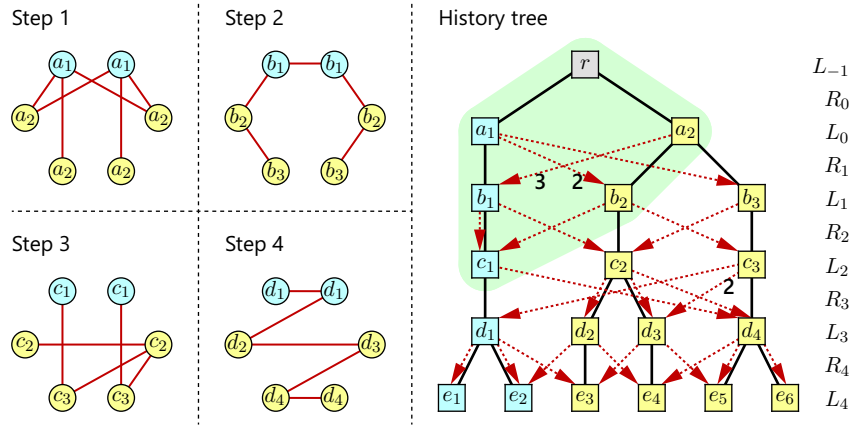 Step 1
a₁ a₁
a₂ a₂
a₂ a₂
Step 2
b₁ b₁
b₂ b₂
b₃ b₃
Step 3
c₁ c₁
c₂ c₂
c₃ c₃
Step 4
d₁ d₁
d₂ d₃
d₄ d₄
History tree
r L₋₁
R₀
a₁ a₂ L₀
R₁
3 2
b₁ b₂ b₃ L₁
R₂
c₁ c₂ c₃ L₂
2
R₃
d₁ d₂ d₃ d₄ L₃
R₄
e₁ e₂ e₃ e₄ e₅ e₆ L₄